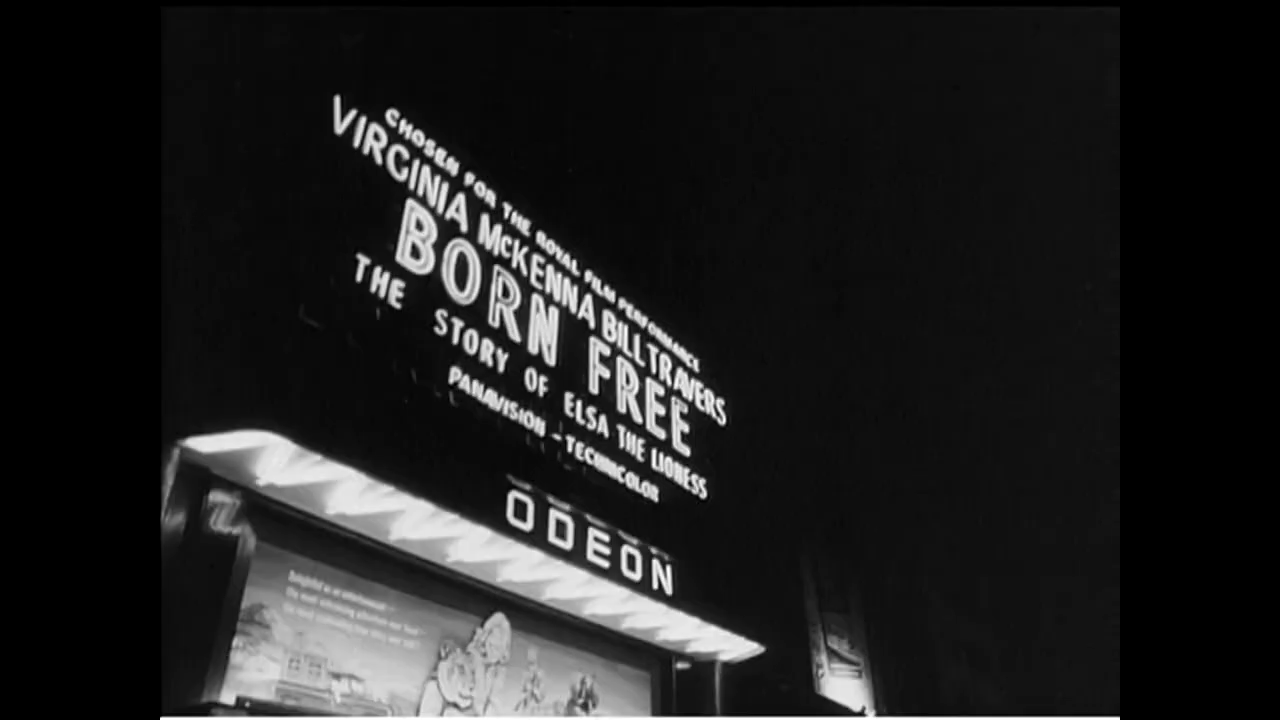 CHOSEN FOR THE ROYAL FILM PERFORMANCE
VIRGINIA McKENNA BILL TRAVERS
BORN FREE
THE STORY OF ELSA THE LIONESS
PANAVISION - TECHNICOLOR
ODEON